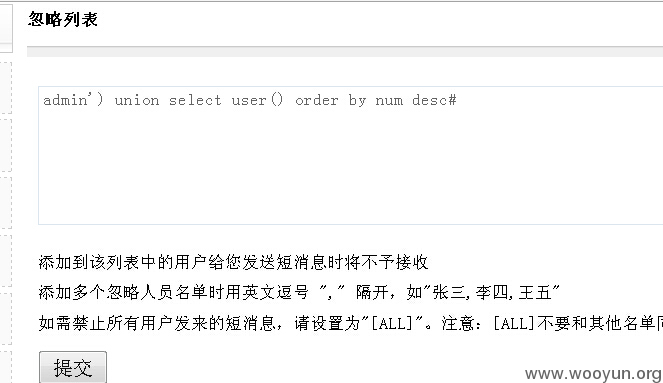 忽略列表
admin') union select user() order by num desc#
添加到该列表中的用户给您发送短消息时将不予接收
添加多个忽略人员名单时用英文逗号 "," 隔开，如"张三,李四,王五"
如需禁止所有用户发来的短消息，请设置为"[ALL]"。注意：[ALL]不要和其他名单同
提交
www.wooyun.org